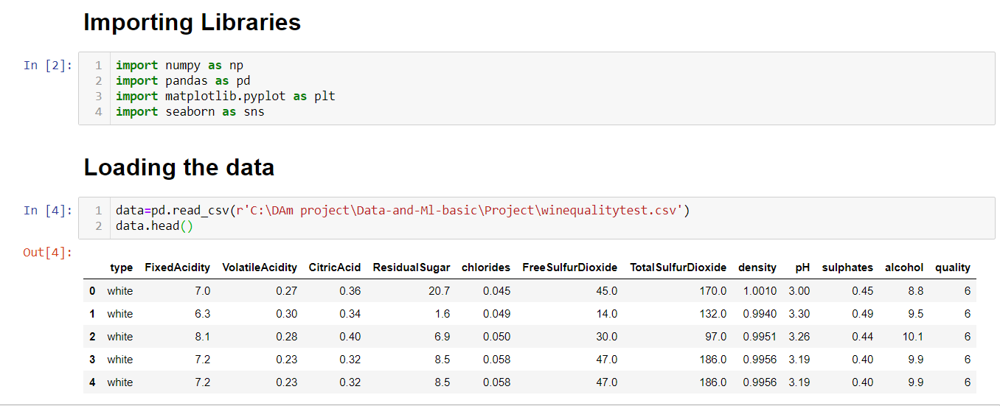 Importing Libraries
In [2]:
1 import numpy as np
2 import pandas as pd
3 import matplotlib.pyplot as plt
4 import seaborn as sns
Loading the data
In [4]:
1 data=pd.read_csv(r'C:\DAm project\Data-and-Ml-basic\Project\winequalitytest.csv')
2 data.head()
Out[4]:
type FixedAcidity VolatileAcidity CitricAcid ResidualSugar chlorides FreeSulfurDioxide TotalSulfurDioxide density pH sulphates alcohol quality
0 white 7.0 0.27 0.36 20.7 0.045 45.0 170.0 1.0010 3.00 0.45 8.8 6
1 white 6.3 0.30 0.34 1.6 0.049 14.0 132.0 0.9940 3.30 0.49 9.5 6
2 white 8.1 0.28 0.40 6.9 0.050 30.0 97.0 0.9951 3.26 0.44 10.1 6
3 white 7.2 0.23 0.32 8.5 0.058 47.0 186.0 0.9956 3.19 0.40 9.9 6
4 white 7.2 0.23 0.32 8.5 0.058 47.0 186.0 0.9956 3.19 0.40 9.9 6